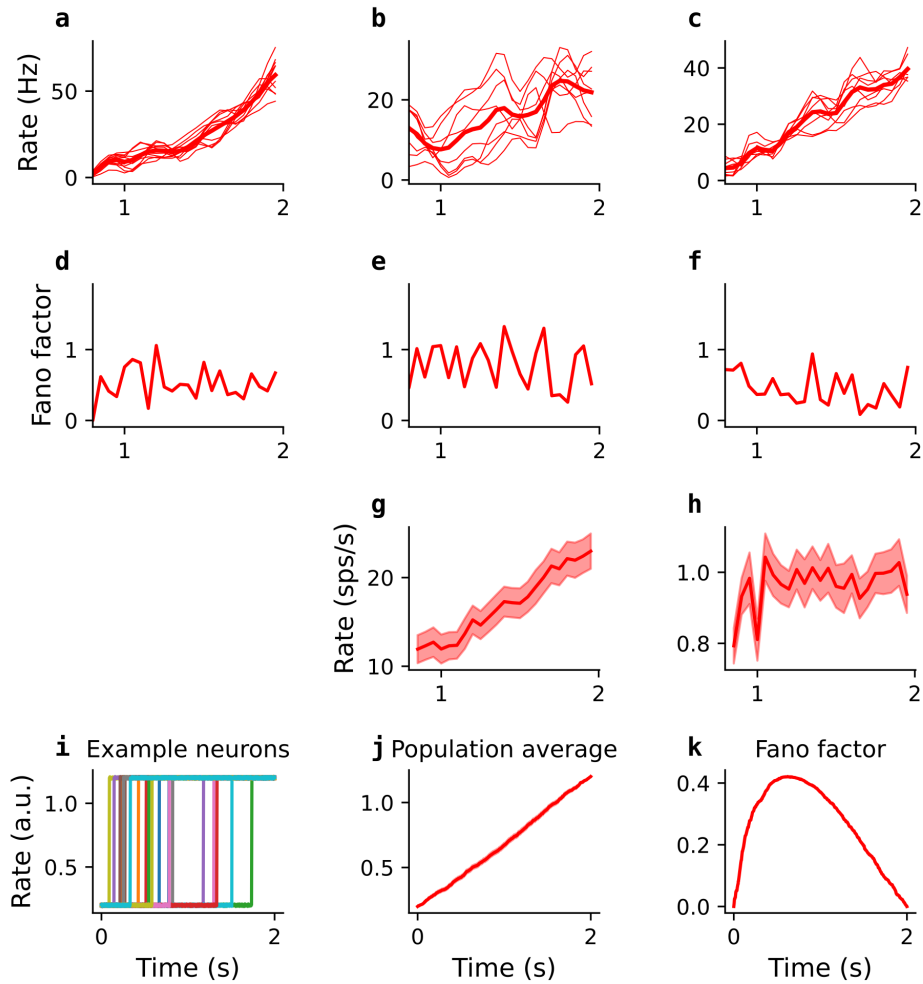 a b c
Rate (Hz)
50
0
1 2
20
0
1 2
40
20
0
1 2
d e f
Fano factor
1
0
1 2
1
0
1 2
1
0
1 2
g h
Rate (sps/s)
20
10
1 2
1.0
0.8
1 2
i Example neurons
j Population average
k Fano factor
Rate (a.u.)
1.0
0.5
0 2
Time (s)
1.0
0.5
0 2
Time (s)
0.4
0.2
0.0
0 2
Time (s)